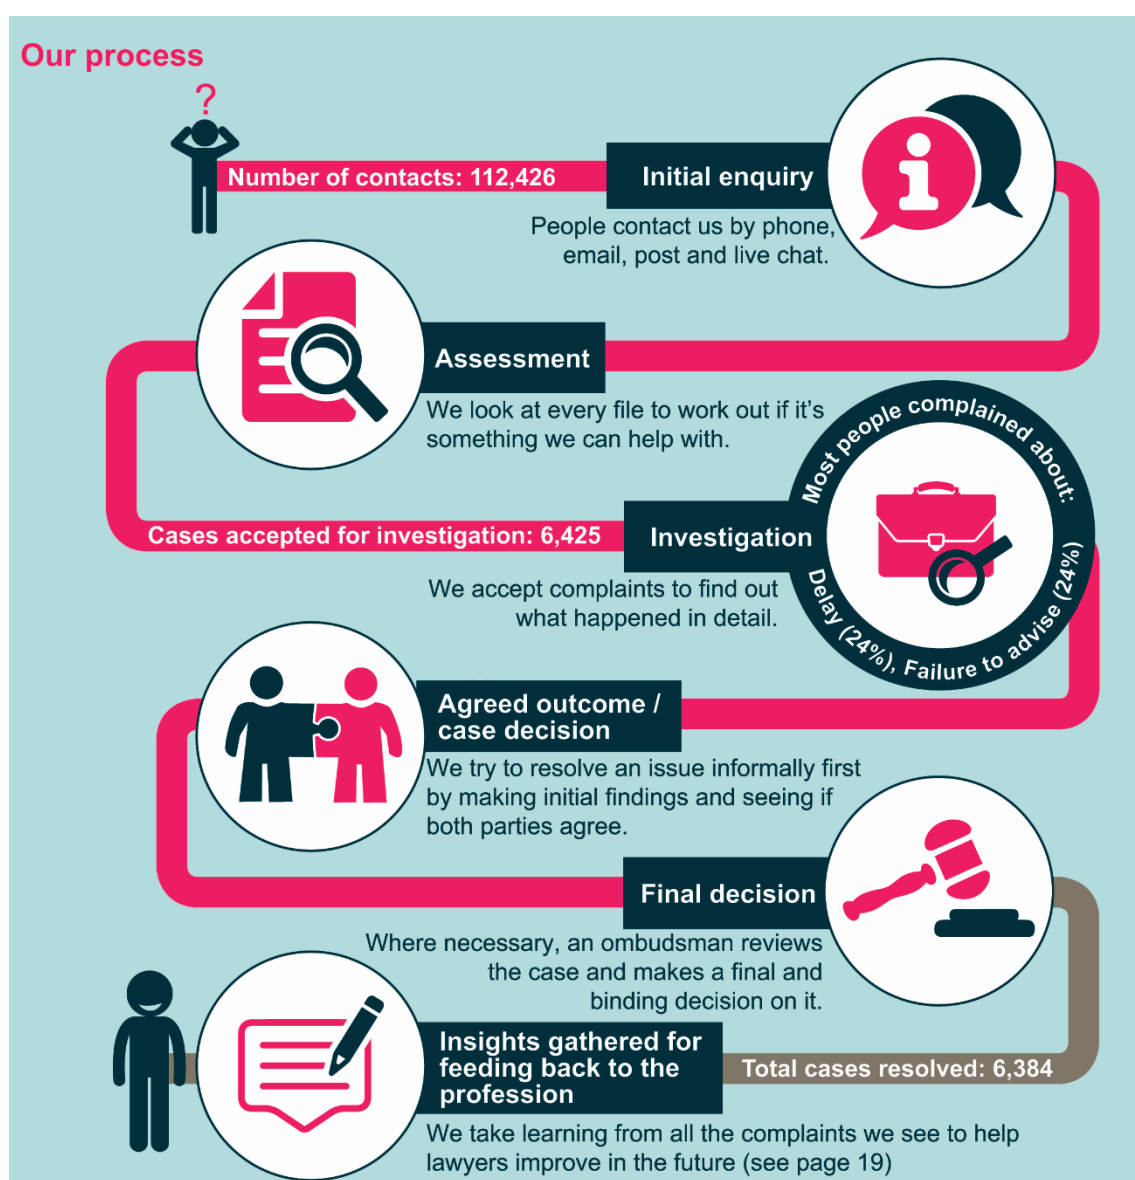 Our process
?
Number of contacts: 112,426
Initial enquiry
i
People contact us by phone,
email, post and live chat.
Assessment
We look at every file to work out if it’s
something we can help with.
Most people complained about:
Delay (24%), Failure to advise (24%)
Cases accepted for investigation: 6,425
Investigation
We accept complaints to find out
what happened in detail.
Agreed outcome /
case decision
We try to resolve an issue informally first
by making initial findings and seeing if
both parties agree.
Final decision
Where necessary, an ombudsman reviews
the case and makes a final and
binding decision on it.
Insights gathered for
feeding back to the
profession
Total cases resolved: 6,384
We take learning from all the complaints we see to help
lawyers improve in the future (see page 19)